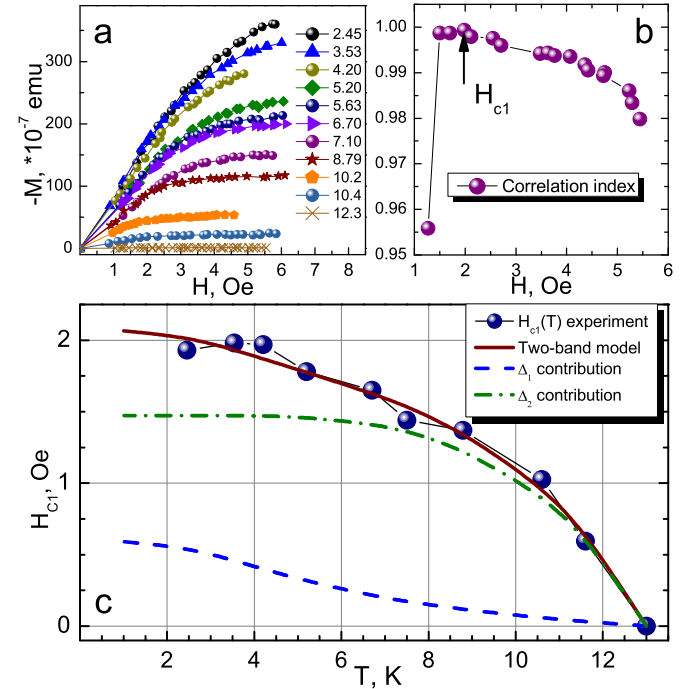 a
-M, *10⁻⁷ emu
-300
200
100
0
1 2 3 4 5 6 7 8
H, Oe
2.45
3.53
4.20
5.20
5.63
6.70
7.10
8.79
10.2
10.4
12.3
b
1.00
0.99
0.98
0.97
0.96
0.95
1 2 3 4 5 6
H, Oe
H_c1
Correlation index
c
H_C1, Oe
2
1
0
2 4 6 8 10 12
T, K
H_c1(T) experiment
Two-band model
Δ₁ contribution
Δ₂ contribution